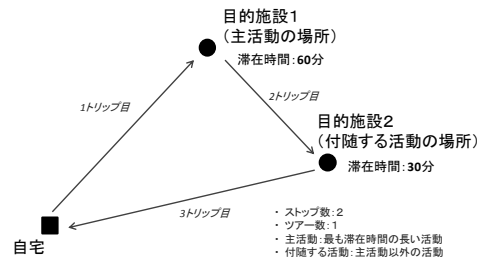 目的施設1
(主活動の場所)
滞在時間:60分
1トリップ目
2トリップ目
目的施設2
(付随する活動の場所)
滞在時間:30分
3トリップ目
自宅
・ ストップ数:2
・ ツアー数:1
・ 主活動:最も滞在時間の長い活動
・ 付随する活動:主活動以外の活動